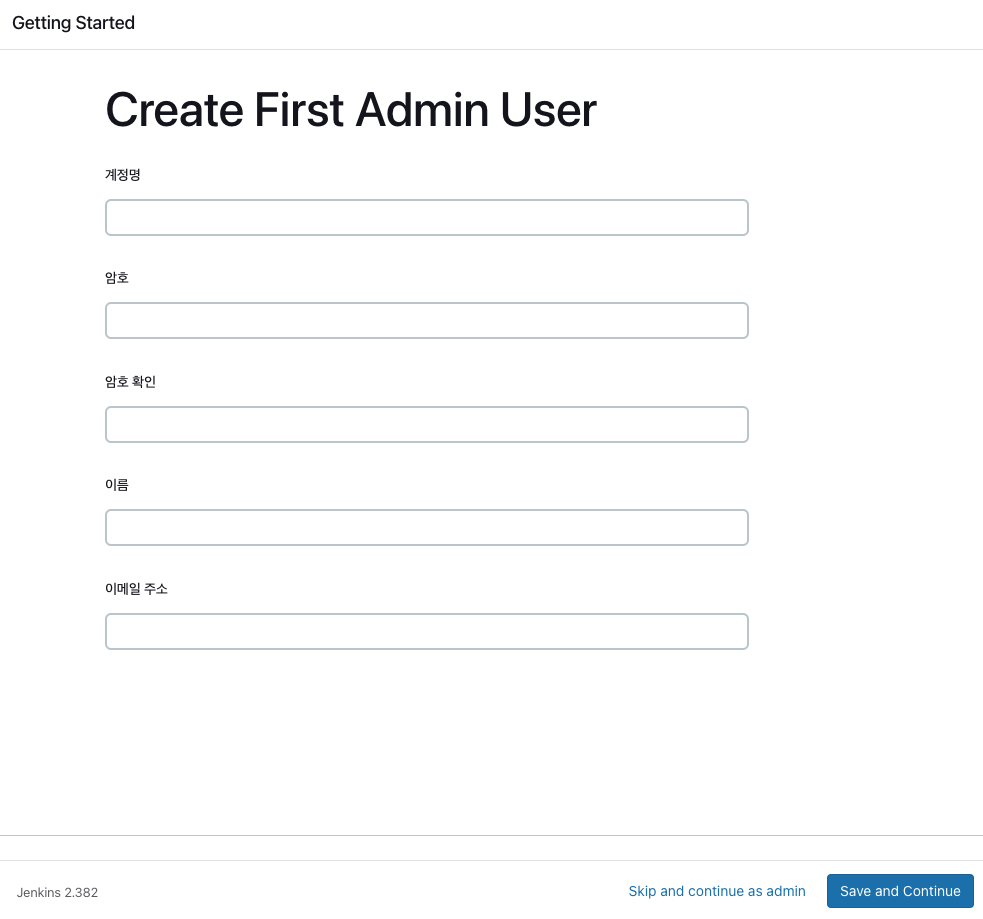 Getting Started
Create First Admin User
계정명
암호
암호 확인
이름
이메일 주소
Jenkins 2.382
Skip and continue as admin
Save and Continue